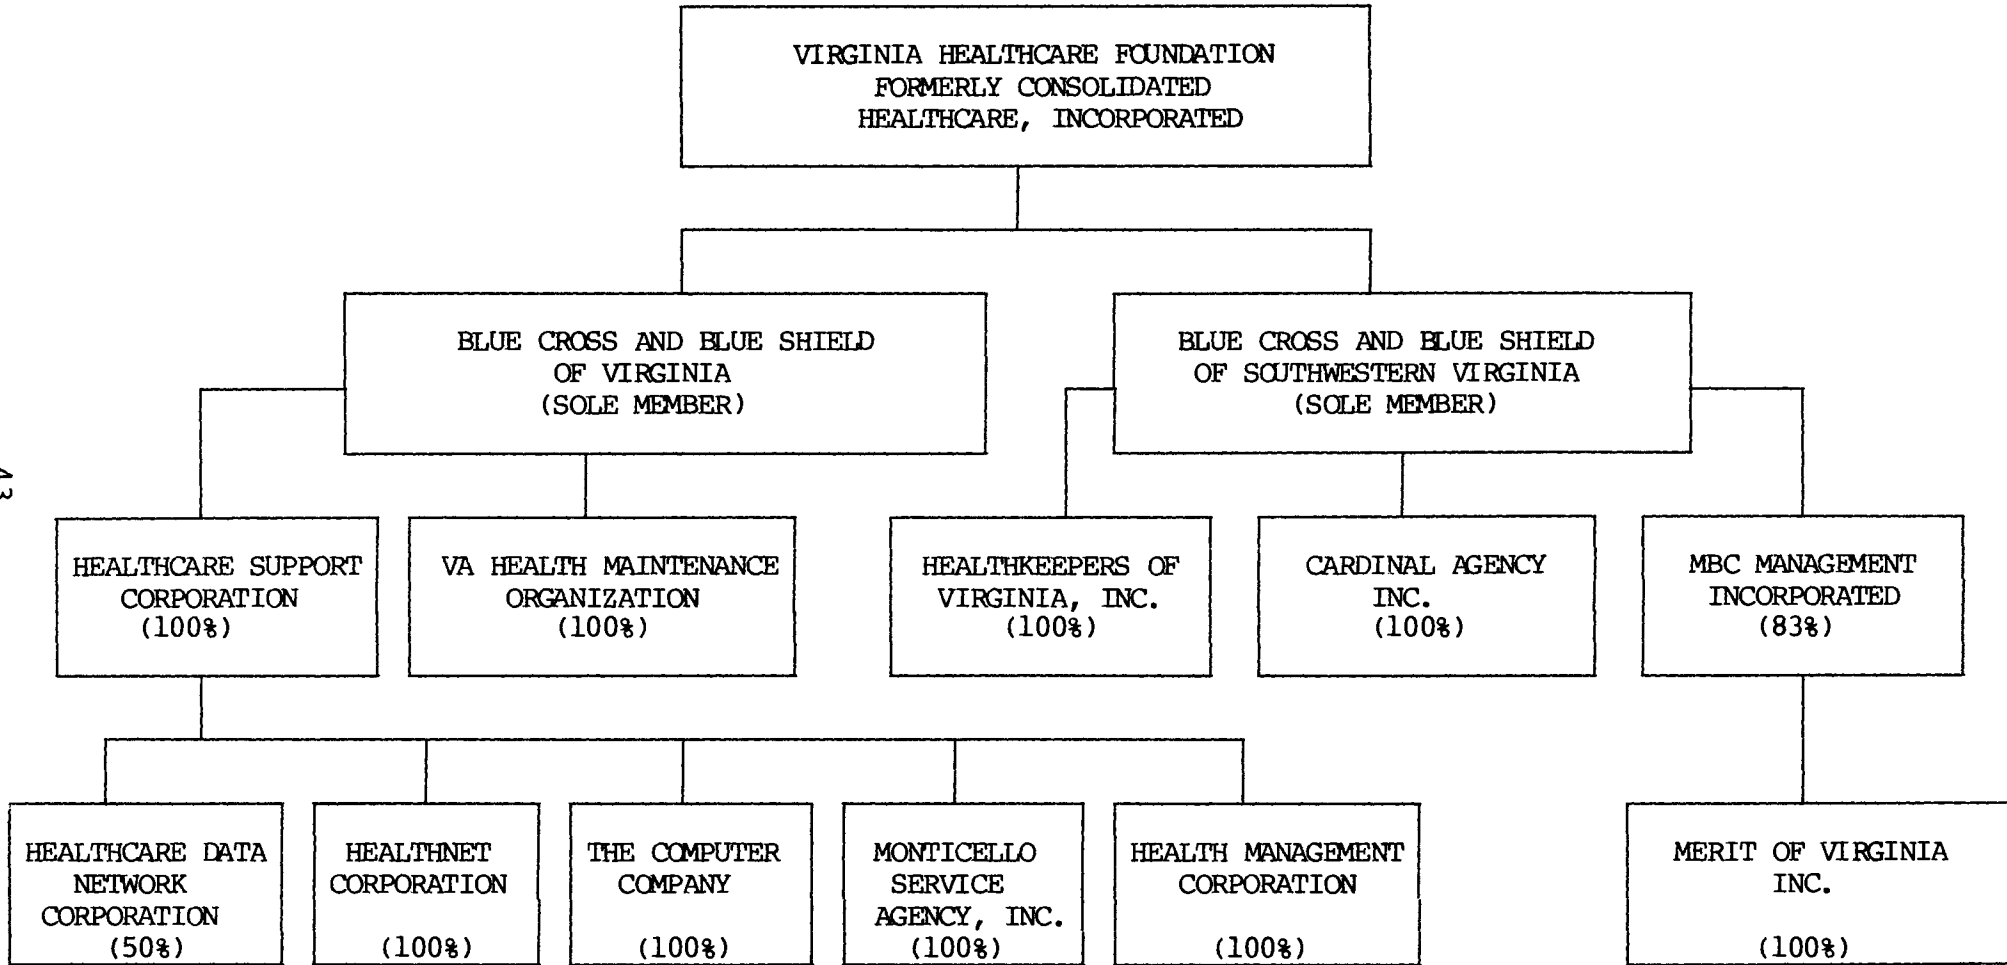 VIRGINIA HEALTHCARE FOUNDATION
FORMERLY CONSOLIDATED
HEALTHCARE, INCORPORATED
BLUE CROSS AND BLUE SHIELD
OF VIRGINIA
(SOLE MEMBER)
BLUE CROSS AND BLUE SHIELD
OF SOUTHWESTERN VIRGINIA
(SOLE MEMBER)
43
HEALTHCARE SUPPORT
CORPORATION
(100%)
VA HEALTH MAINTENANCE
ORGANIZATION
(100%)
HEALTHKEEPERS OF
VIRGINIA, INC.
(100%)
CARDINAL AGENCY
INC.
(100%)
MBC MANAGEMENT
INCORPORATED
(83%)
HEALTHCARE DATA
NETWORK
CORPORATION
(50%)
HEALTHNET
CORPORATION
(100%)
THE COMPUTER
COMPANY
(100%)
MONTICELLO
SERVICE
AGENCY, INC.
(100%)
HEALTH MANAGEMENT
CORPORATION
(100%)
MERIT OF VIRGINIA
INC.
(100%)